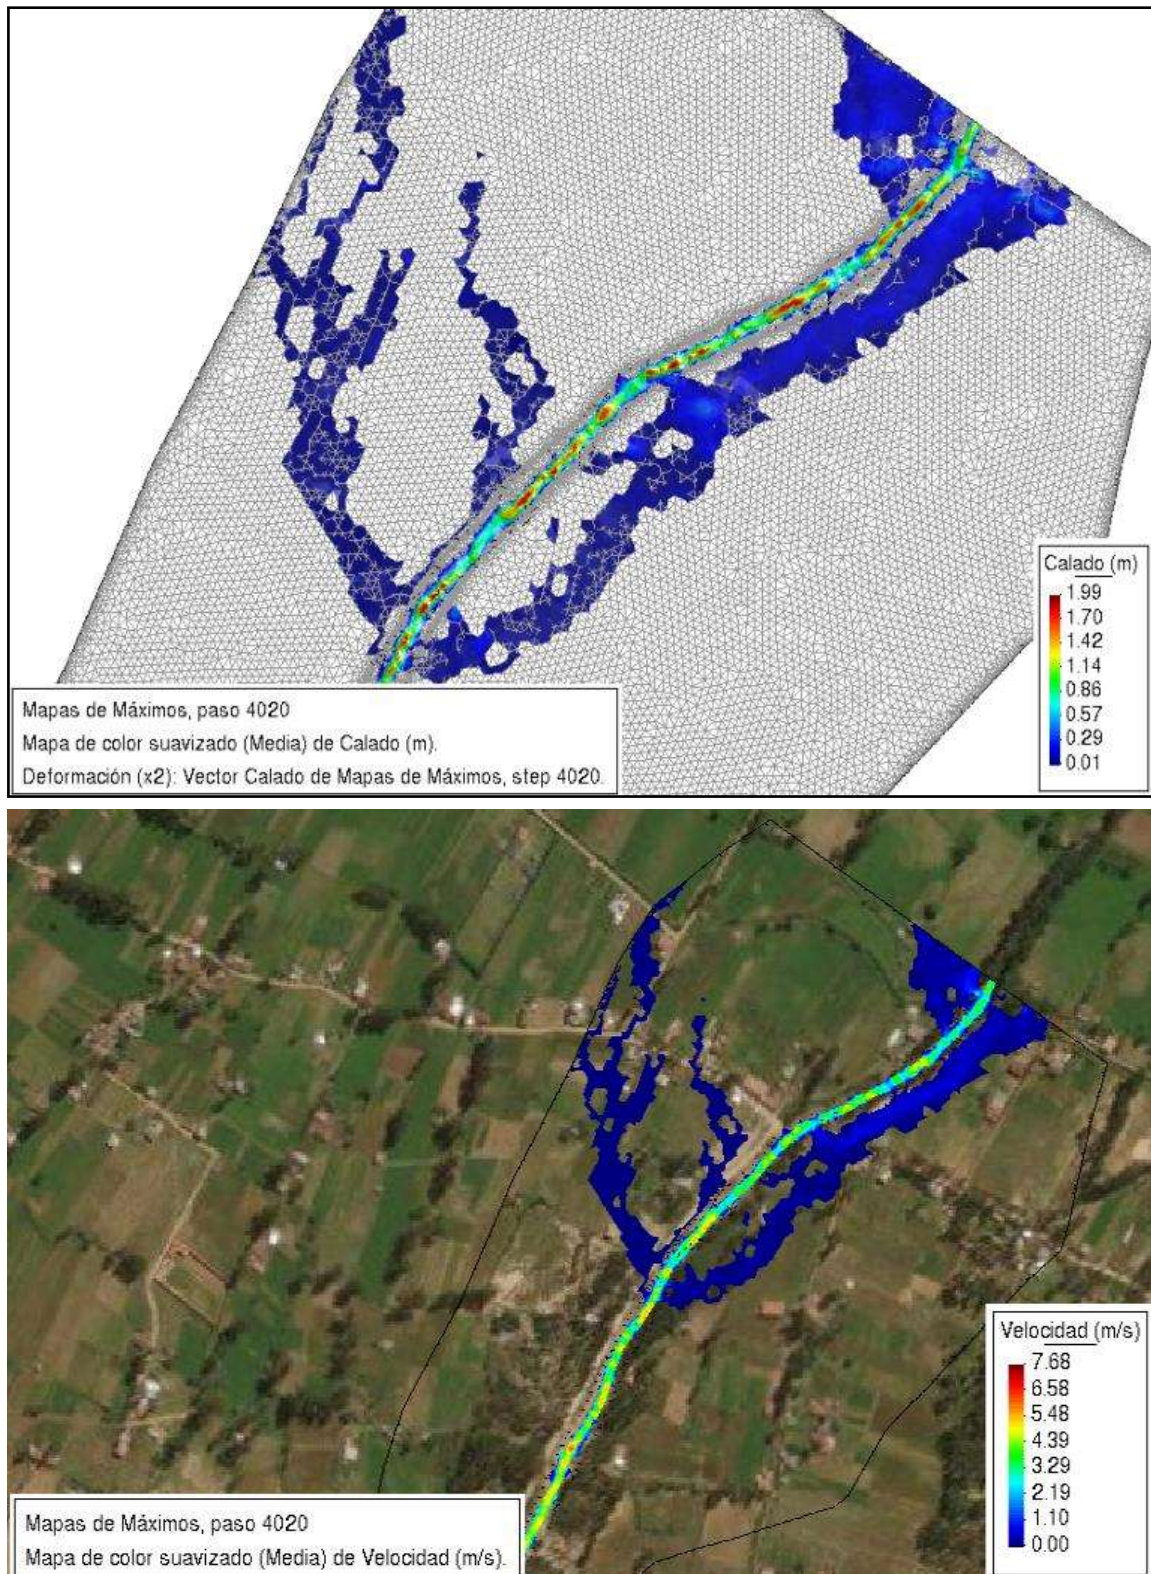 Calado (m)
1.99
1.70
1.42
1.14
0.86
0.57
0.29
0.01
Mapas de Máximos, paso 4020
Mapa de color suavizado (Media) de Calado (m).
Deformación (x2): Vector Calado de Mapas de Máximos, step 4020.
Velocidad (m/s)
7.68
6.58
5.48
4.39
3.29
2.19
1.10
0.00
Mapas de Máximos, paso 4020
Mapa de color suavizado (Media) de Velocidad (m/s).